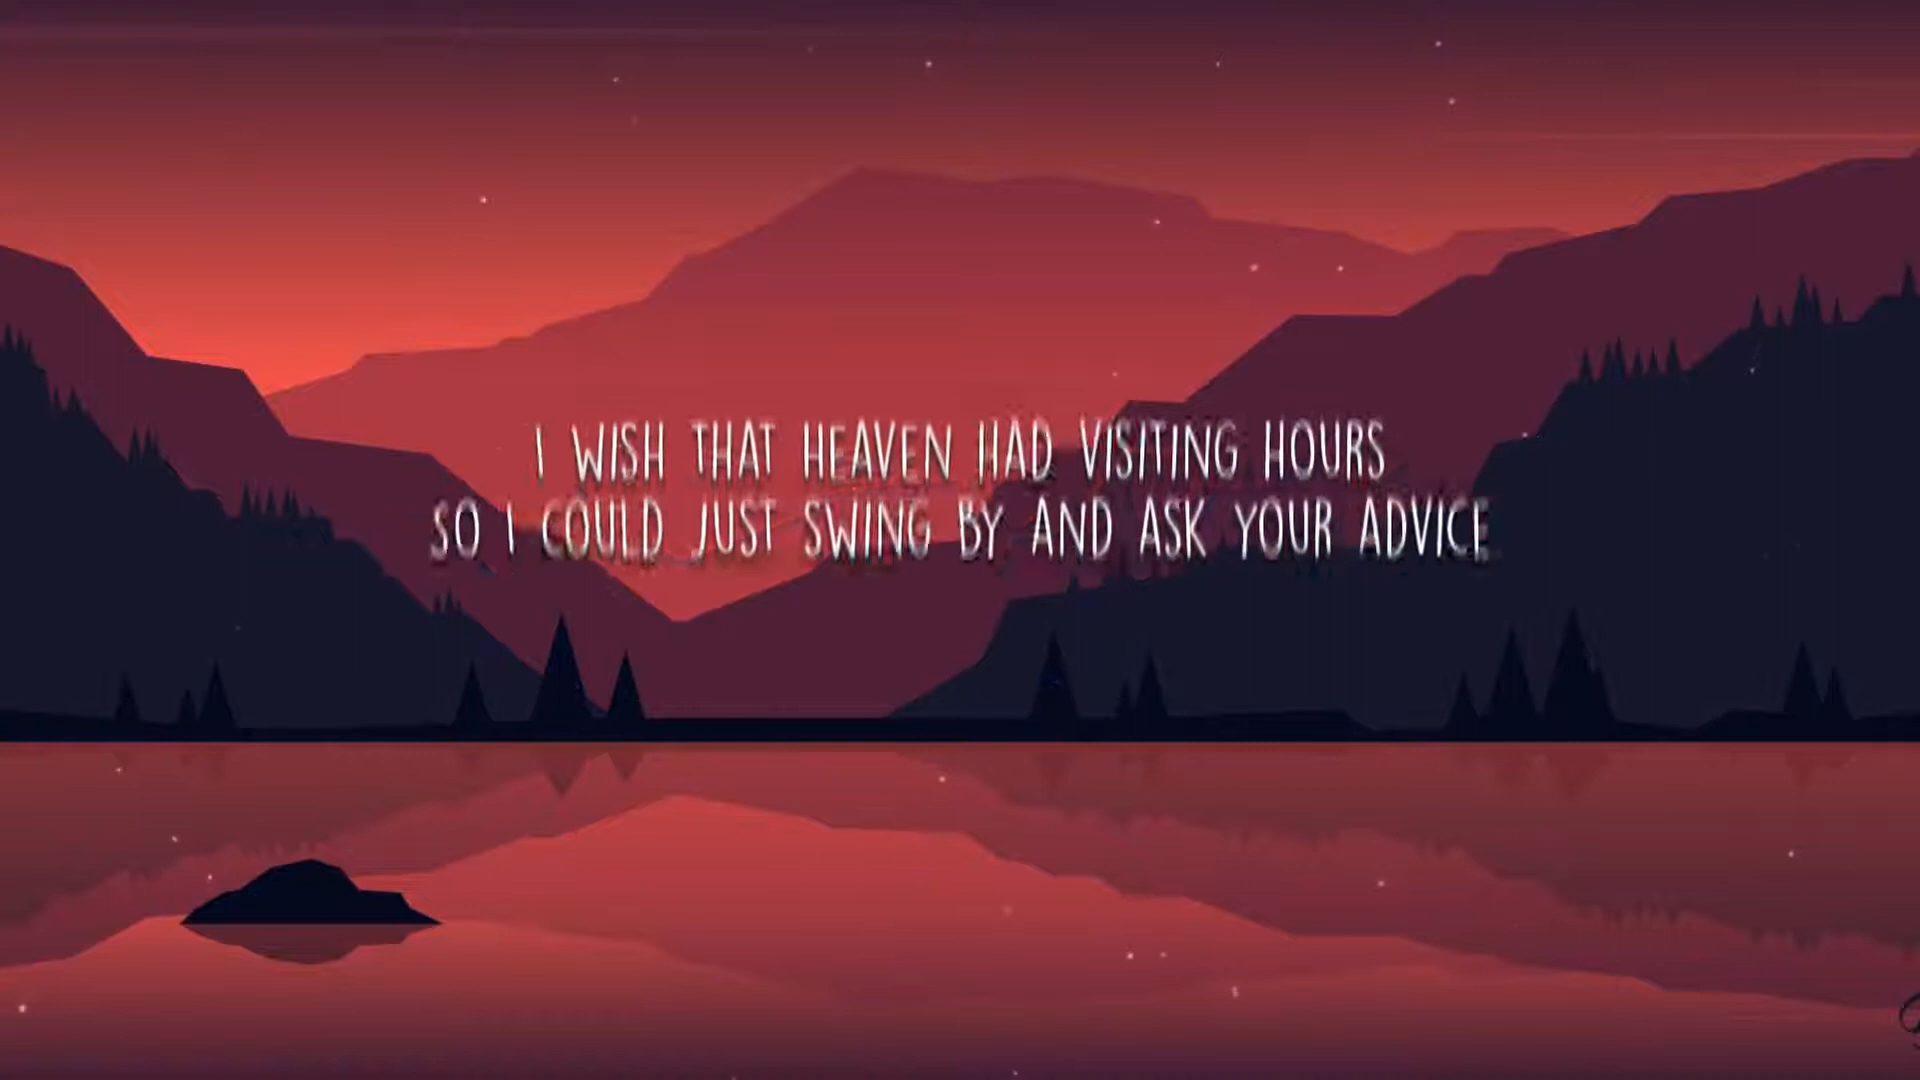 I WISH THAT HEAVEN HAD VISITING HOURS
SO I COULD JUST SWING BY AND ASK YOUR ADVICE